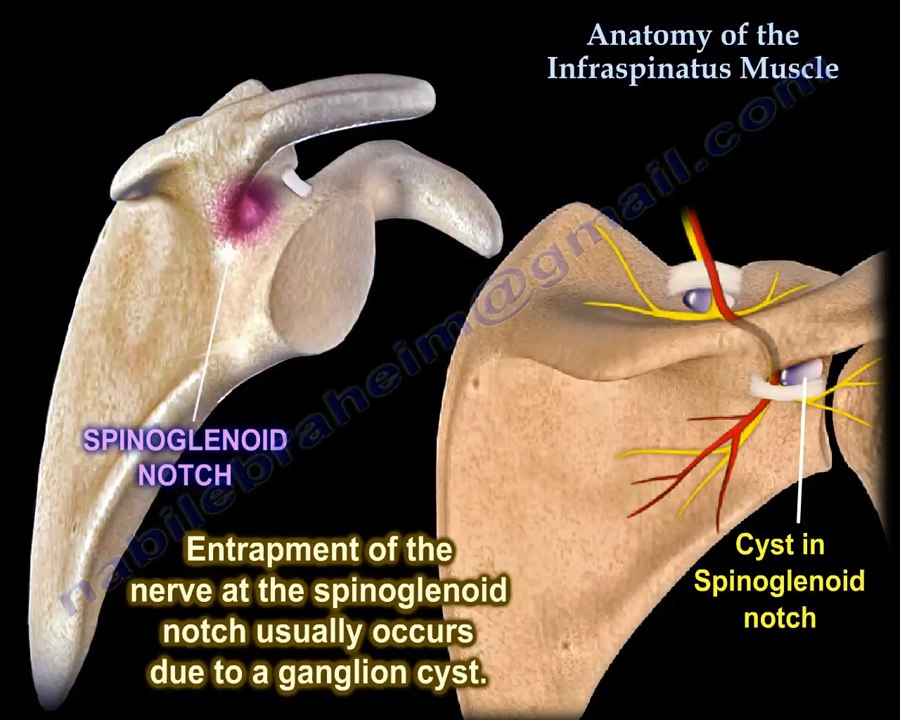 Anatomy of the
Infraspinatus Muscle
nabilebraheim@gmail.com
SPINOGLENOID
NOTCH
Entrapment of the
nerve at the spinoglenoid
notch usually occurs
due to a ganglion cyst.
Cyst in
Spinoglenoid
notch